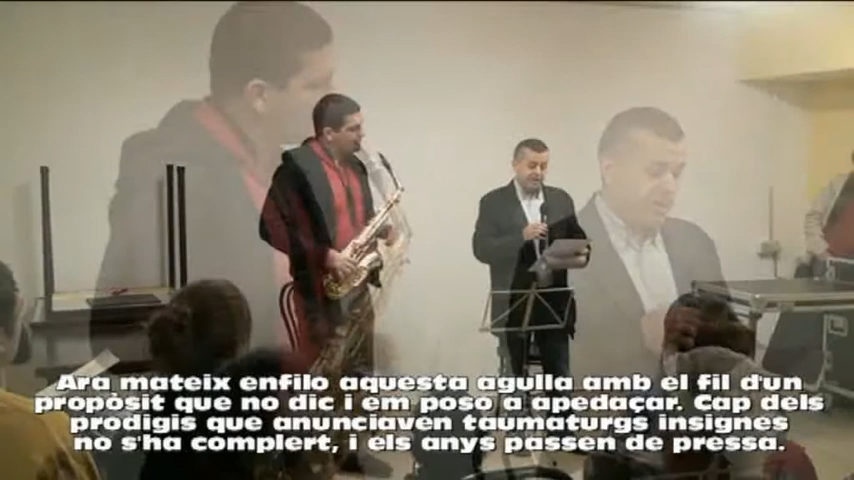 Ara mateix enfilo aquesta agulla amb el fil d'un
propòsit que no dic i em poso a apedaçar. Cap dels
prodigis que anunciaven taumaturgs insignes
no s'ha complert, i els anys passen de pressa.